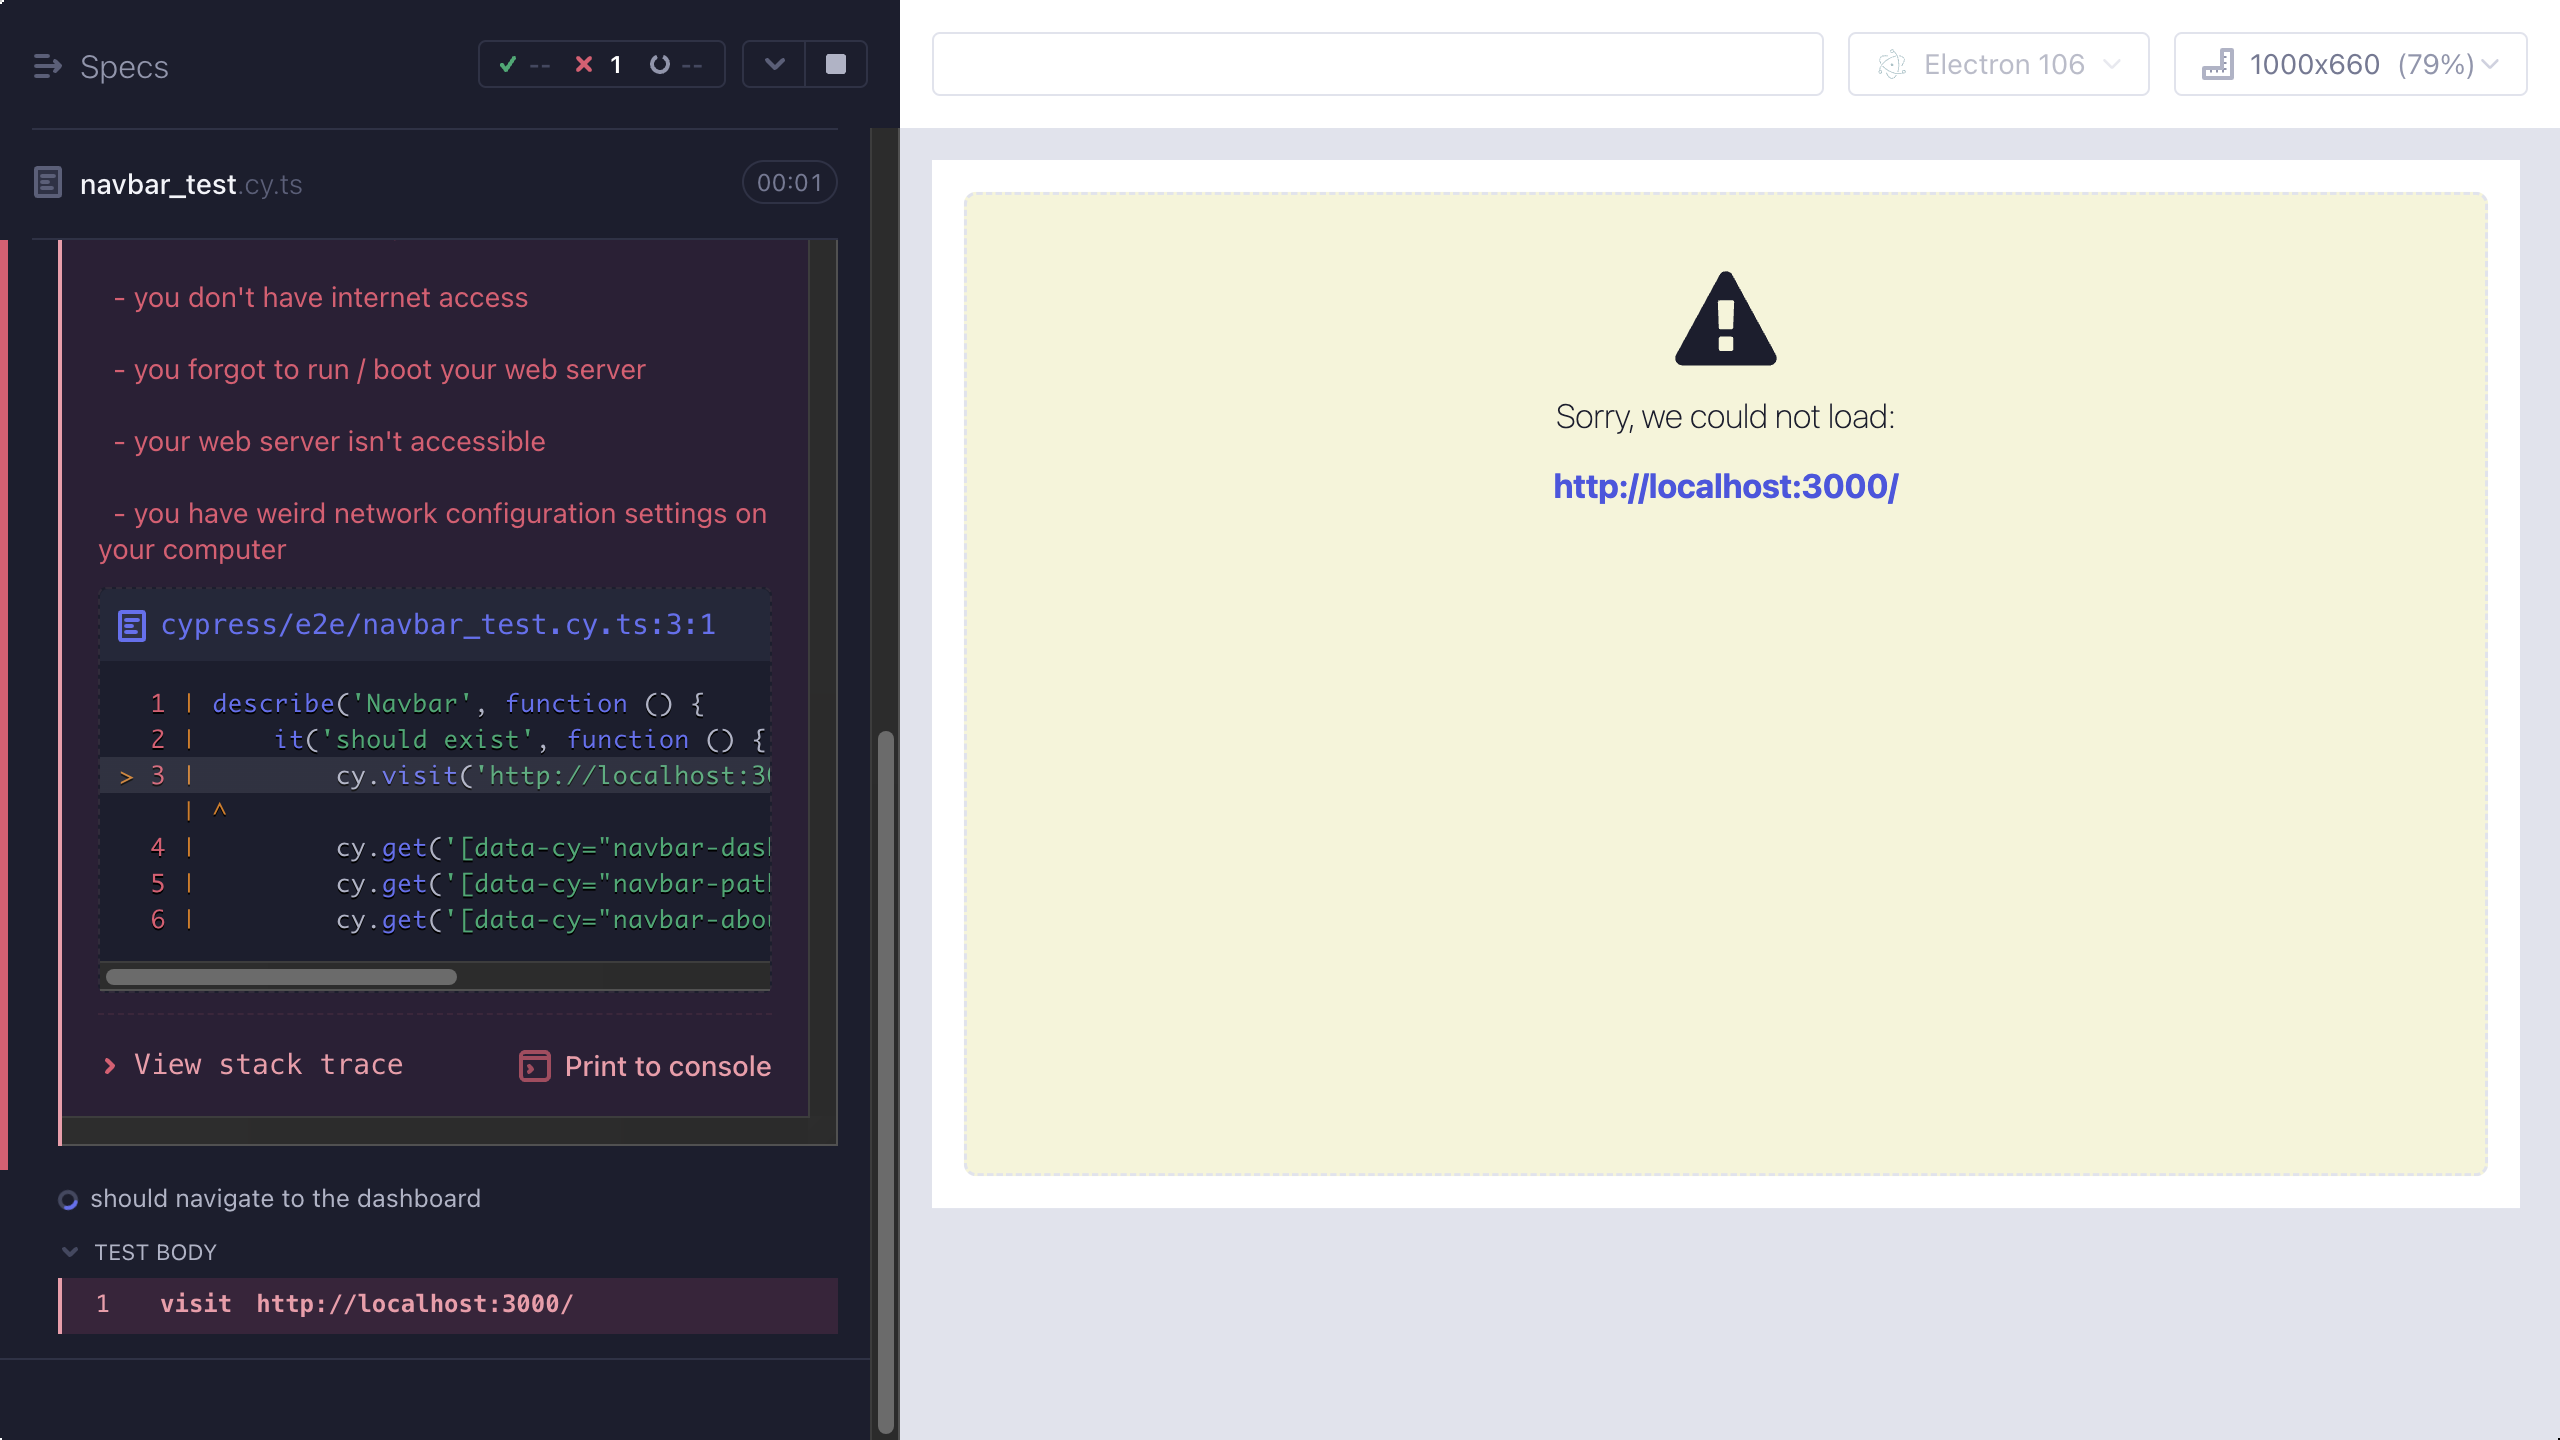 Specs
-- 1 --
navbar_test.cy.ts 00:01
- you don't have internet access
- you forgot to run / boot your web server
- your web server isn't accessible
- you have weird network configuration settings on
your computer
cypress/e2e/navbar_test.cy.ts:3:1
1 | describe('Navbar', function () {
2 | it('should exist', function () {
> 3 | cy.visit('http://localhost:30
| ^
4 | cy.get('[data-cy="navbar-dash
5 | cy.get('[data-cy="navbar-path
6 | cy.get('[data-cy="navbar-abou
View stack trace Print to console
should navigate to the dashboard
TEST BODY
1 visit http://localhost:3000/
Electron 106
1000x660 (79%)
Sorry, we could not load:
http://localhost:3000/